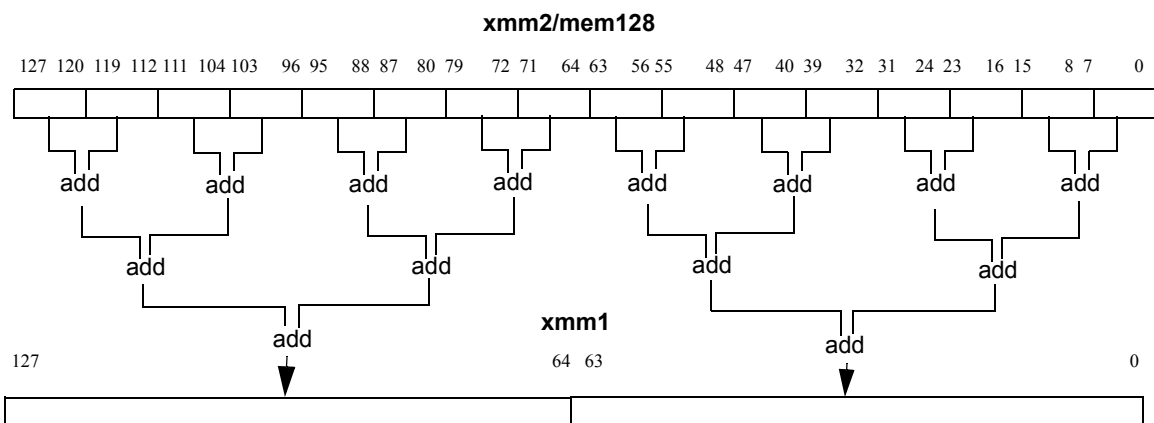 xmm2/mem128
127 120 119 112 111 104 103 96 95 88 87 80 79 72 71 64 63 56 55 48 47 40 39 32 31 24 23 16 15 8 7 0
add add add add add add add add
add add add add
xmm1
add add
127 64 63 0